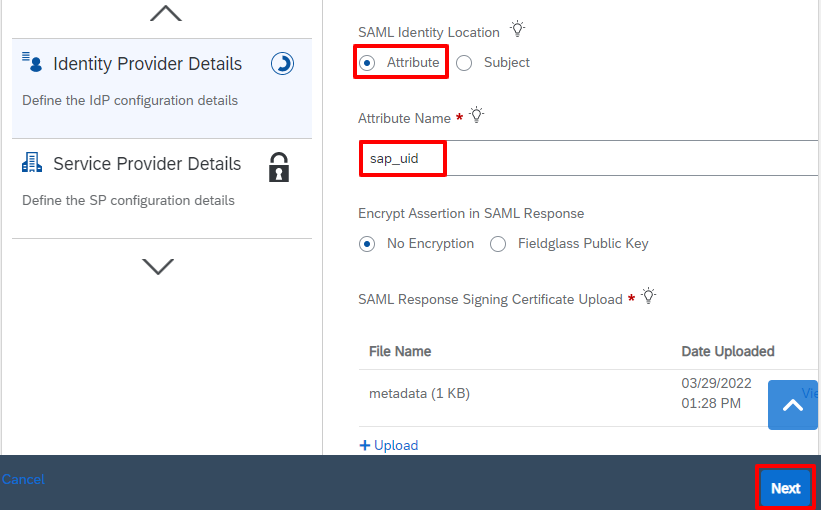 Identity Provider Details
Define the IdP configuration details
Service Provider Details
Define the SP configuration details
SAML Identity Location
Attribute Subject
Attribute Name *
sap_uid
Encrypt Assertion in SAML Response
No Encryption Fieldglass Public Key
SAML Response Signing Certificate Upload *
File Name Date Uploaded
metadata (1 KB) 03/29/2022
01:28 PM
+ Upload
Cancel
Next